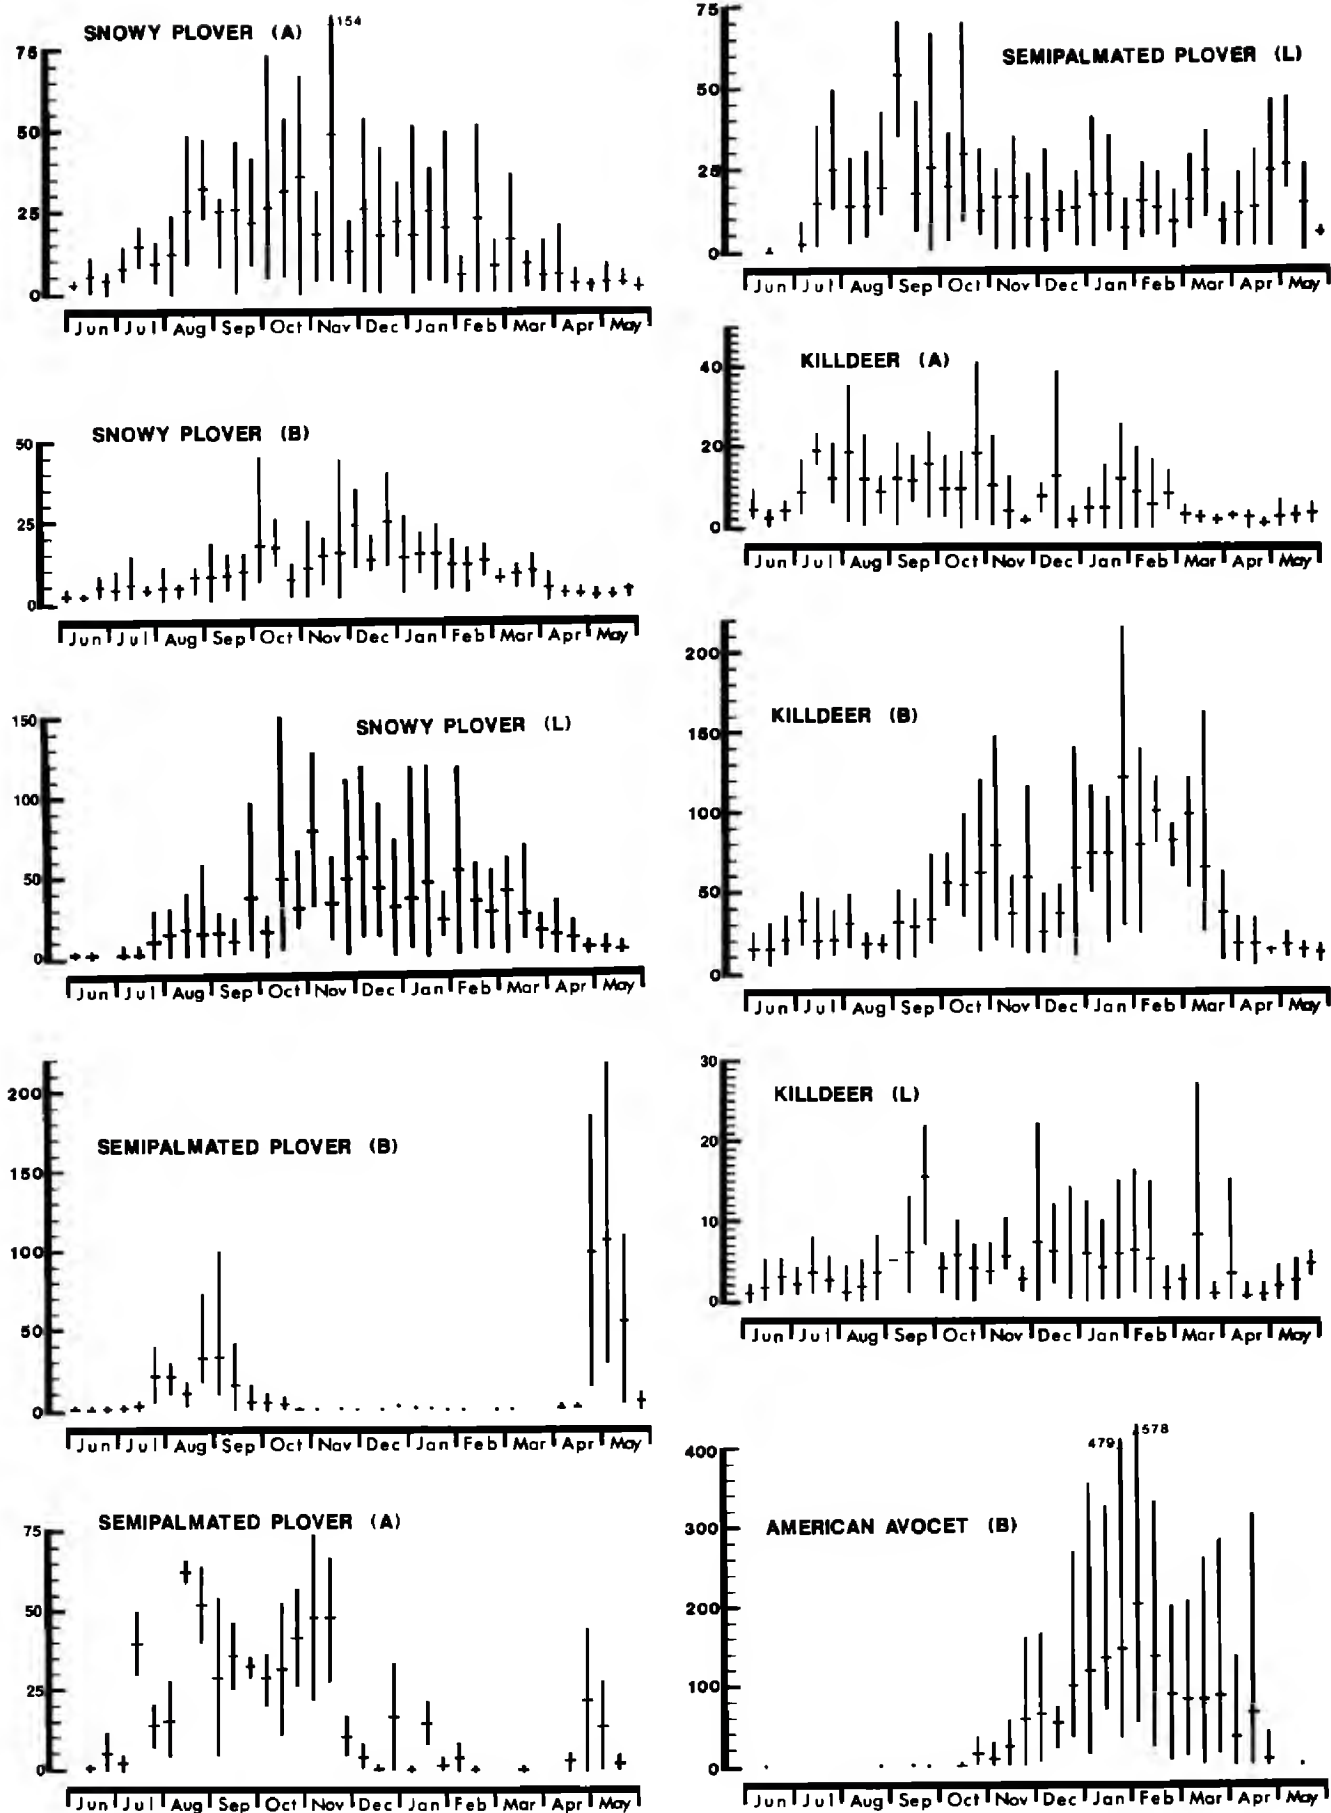 SNOWY PLOVER (A)
154
75
50
25
0
Jun Jul Aug Sep Oct Nov Dec Jan Feb Mar Apr May
SNOWY PLOVER (B)
50
25
0
Jun Jul Aug Sep Oct Nov Dec Jan Feb Mar Apr May
SNOWY PLOVER (L)
150
100
50
0
Jun Jul Aug Sep Oct Nov Dec Jan Feb Mar Apr May
SEMIPALMATED PLOVER (B)
200
150
100
50
0
Jun Jul Aug Sep Oct Nov Dec Jan Feb Mar Apr May
SEMIPALMATED PLOVER (A)
75
50
25
0
Jun Jul Aug Sep Oct Nov Dec Jan Feb Mar Apr May
SEMIPALMATED PLOVER (L)
75
50
25
0
Jun Jul Aug Sep Oct Nov Dec Jan Feb Mar Apr May
KILLDEER (A)
40
20
0
Jun Jul Aug Sep Oct Nov Dec Jan Feb Mar Apr May
KILLDEER (B)
200
150
100
50
0
Jun Jul Aug Sep Oct Nov Dec Jan Feb Mar Apr May
KILLDEER (L)
30
20
10
0
Jun Jul Aug Sep Oct Nov Dec Jan Feb Mar Apr May
AMERICAN AVOCET (B)
479 578
400
300
200
100
0
Jun Jul Aug Sep Oct Nov Dec Jan Feb Mar Apr May